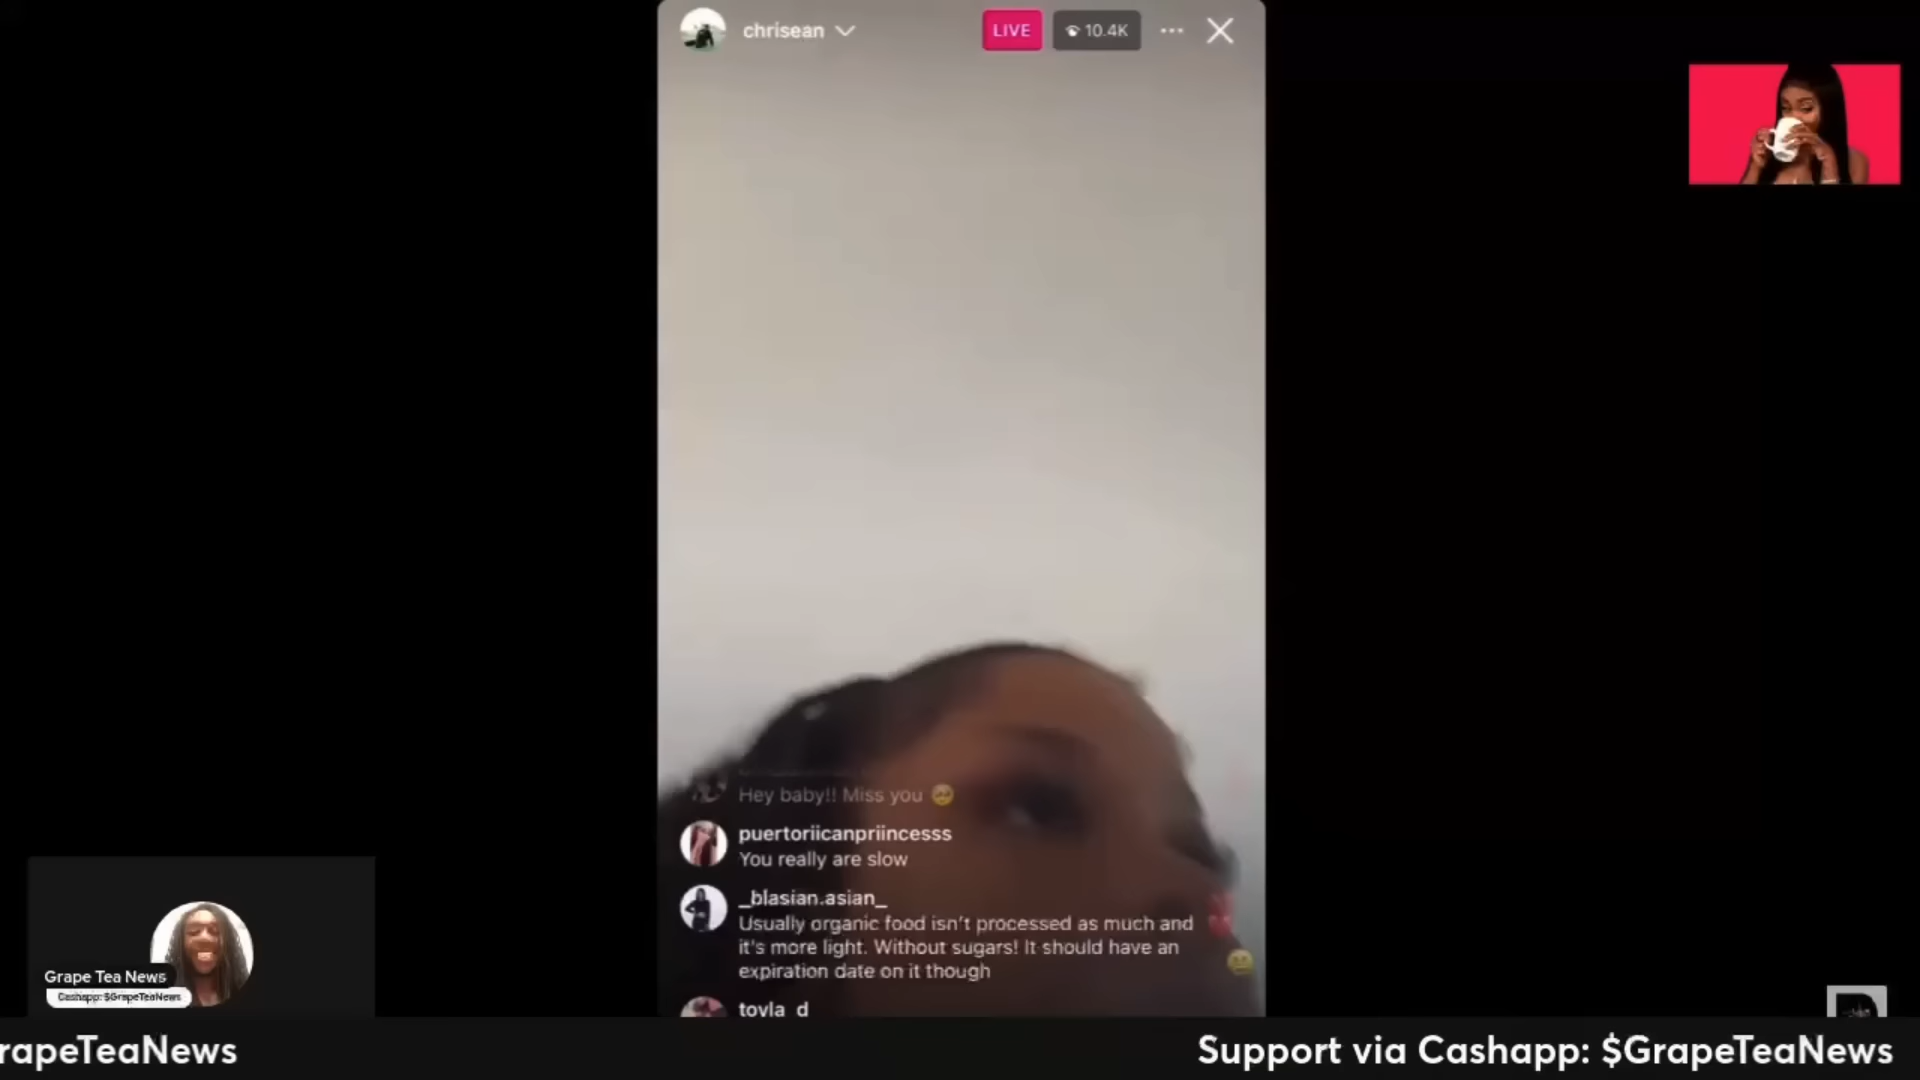 chrisean
LIVE
10.4K
Hey baby!! Miss you 🥺
puertoriicanpriincesss
You really are slow
_blasian.asian_
Usually organic food isn't processed as much and
it's more light. Without sugars! It should have an
expiration date on it though
toyla_d
Grape Tea News
Cashapp: $GrapeTeaNews
rapeTeaNews
Support via Cashapp: $GrapeTeaNews